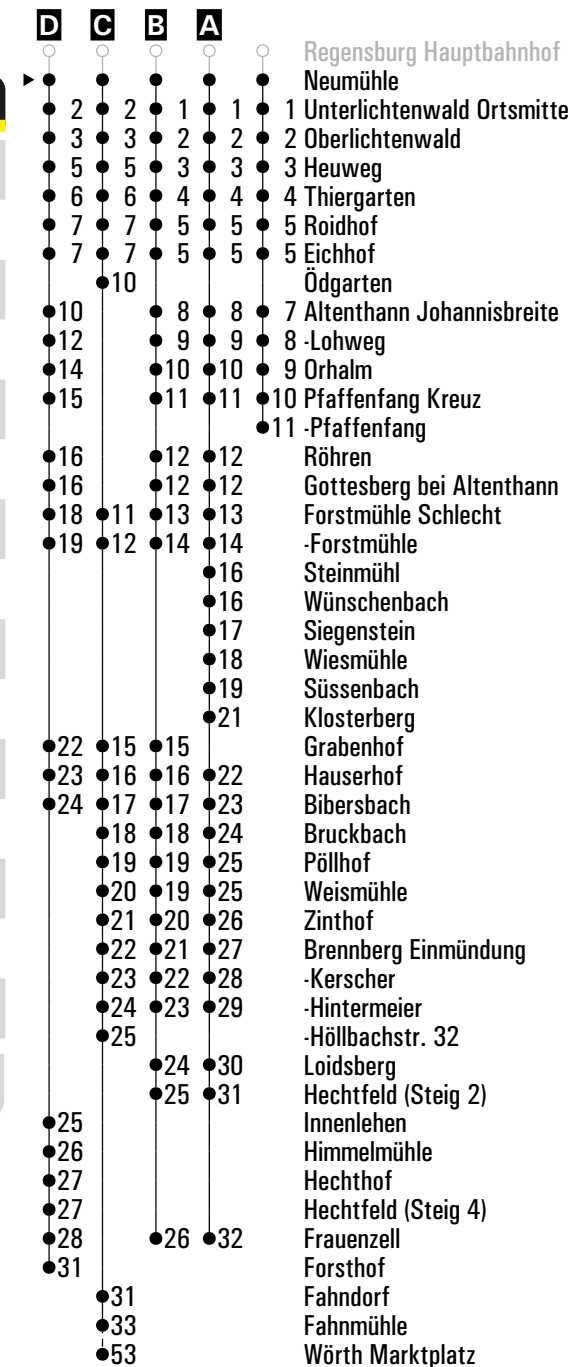 D C B A
Regensburg Hauptbahnhof
Neumühle
2 2 1 1 1 Unterlichtenwald Ortsmitte
3 3 2 2 2 Oberlichtenwald
5 5 3 3 3 Heuweg
6 6 4 4 4 Thiergarten
7 7 5 5 5 Roidhof
7 7 5 5 5 Eichhof
10 Ödgarten
10 8 8 7 Altenthann Johannisbreite
12 9 9 8 -Lohweg
14 10 10 9 Orhalm
15 11 11 10 Pfaffenfang Kreuz
11 -Pfaffenfang
16 12 12 Röhren
16 12 12 Gottesberg bei Altenthann
18 11 13 13 Forstmühle Schlecht
19 12 14 14 -Forstmühle
16 Steinmühl
16 Wünschenbach
17 Siegenstein
18 Wiesmühle
19 Süssenbach
21 Klosterberg
22 15 15 Grabenhof
23 16 16 22 Hauserhof
24 17 17 23 Bibersbach
18 18 24 Bruckbach
19 19 25 Pöllhof
20 19 25 Weismühle
21 20 26 Zinthof
22 21 27 Brennberg Einmündung
23 22 28 -Kerscher
24 23 29 -Hintermeier
25 -Höllbachstr. 32
24 30 Loidsberg
25 31 Hechtfeld (Steig 2)
25 Innenlehen
26 Himmelmühle
27 Hechthof
27 Hechtfeld (Steig 4)
28 26 32 Frauenzell
31 Forsthof
31 Fahndorf
33 Fahnmühle
53 Wörth Marktplatz